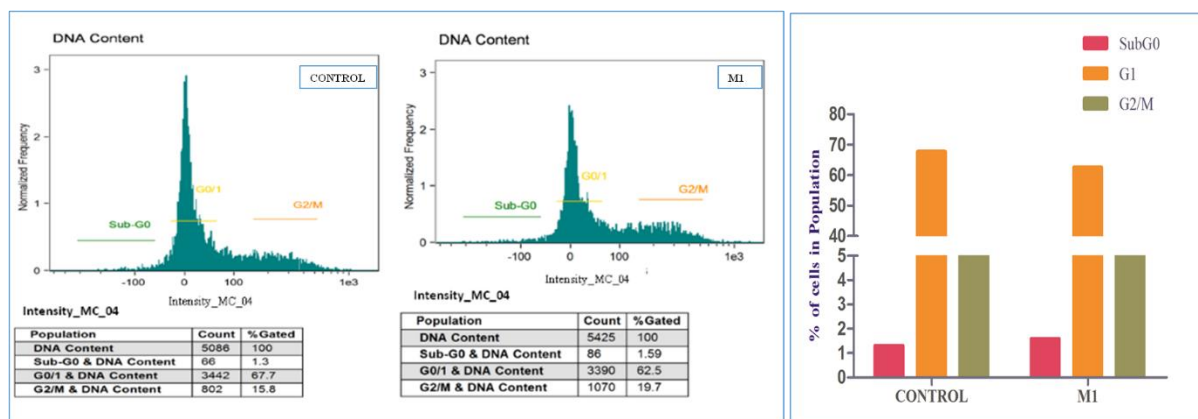 DNA Content
CONTROL
Normalized Frequency
3
2
1
0
Sub-G0
G0/1
G2/M
-100 0 100 1e3
Intensity_MC_04
Intensity_MC_04
Population Count %Gated
DNA Content 5086 100
Sub-G0 & DNA Content 66 1.3
G0/1 & DNA Content 3442 67.7
G2/M & DNA Content 802 15.8
DNA Content
M1
Normalized Frequency
3
2
1
0
Sub-G0
G0/1
G2/M
-100 0 100 1e3
Intensity_MC_04
Intensity_MC_04
Population Count %Gated
DNA Content 5425 100
Sub-G0 & DNA Content 86 1.59
G0/1 & DNA Content 3390 62.5
G2/M & DNA Content 1070 19.7
SubG0
G1
G2/M
% of cells in Population
80
70
60
50
40
5
4
3
2
1
0
CONTROL M1